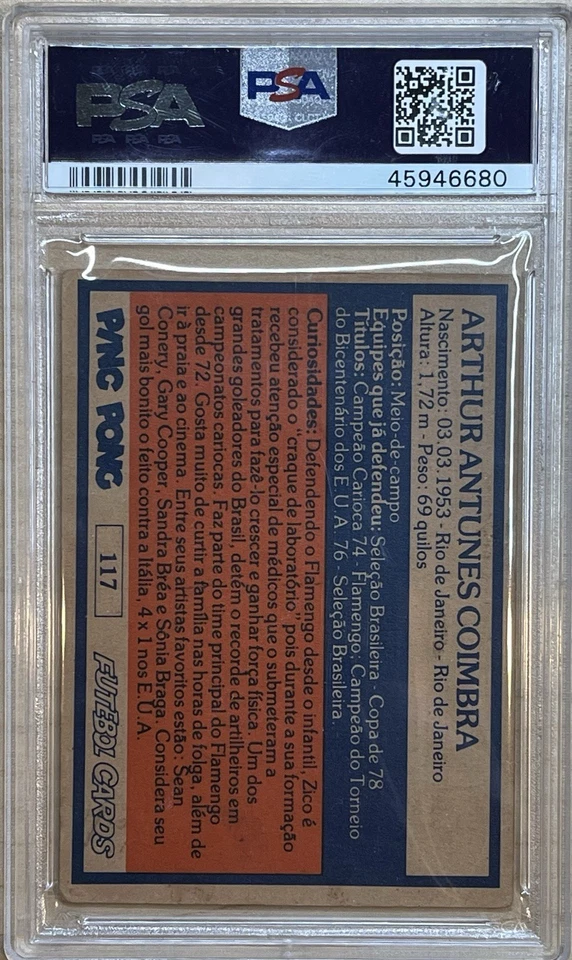 PSA
PSA
45946680
ARTHUR ANTUNES COIMBRA
Nascimento: 03.03.1953 - Rio de Janeiro - Rio de Janeiro
Altura: 1,72 m - Peso: 69 quilos
Posição: Meio-de-campo
Equipes que já defendeu: Seleção Brasileira - Copa de 78
Títulos: Campeão Carioca 74 - Flamengo; Campeão do Torneio
do Bicentenário dos E.U.A. 76 - Seleção Brasileira.
Curiosidades: Defendendo o Flamengo desde o infantil, Zico é
considerado o "craque de laboratório", pois durante a sua formação
recebeu atenção especial de médicos que o submeteram a
tratamentos para fazê-lo crescer e ganhar força física. Um dos
grandes goleadores do Brasil, detém o recorde de artilheiros em
campeonatos cariocas. Faz parte do time principal do Flamengo
desde 72. Gosta muito de curtir a família nas horas de folga, além de
ir à praia e ao cinema. Entre seus artistas favoritos estão: Sean
Conery, Gary Cooper, Sandra Bréa e Sônia Braga. Considera seu
gol mais bonito o feito contra a Itália, 4 x 1 nos E.U.A.
PING PONG 117 FUTEBOL CARDS